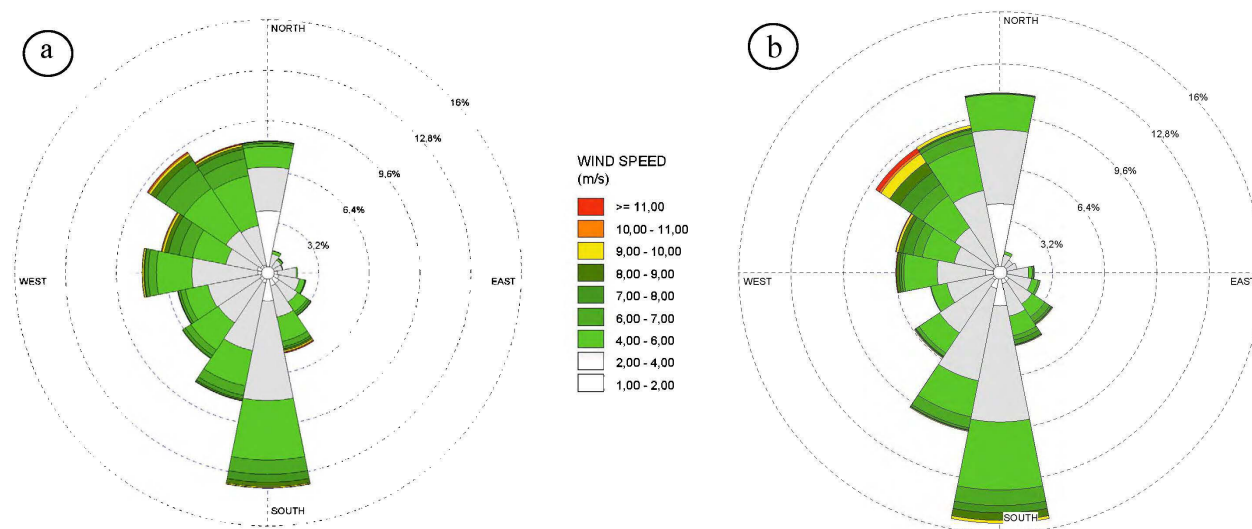 a
NORTH
16%
12,8%
9,6%
6,4%
3,2%
WEST
EAST
SOUTH
WIND SPEED
(m/s)
>= 11,00
10,00 - 11,00
9,00 - 10,00
8,00 - 9,00
7,00 - 8,00
6,00 - 7,00
4,00 - 6,00
2,00 - 4,00
1,00 - 2,00
b
NORTH
16%
12,8%
9,6%
6,4%
3,2%
WEST
EAST
SOUTH